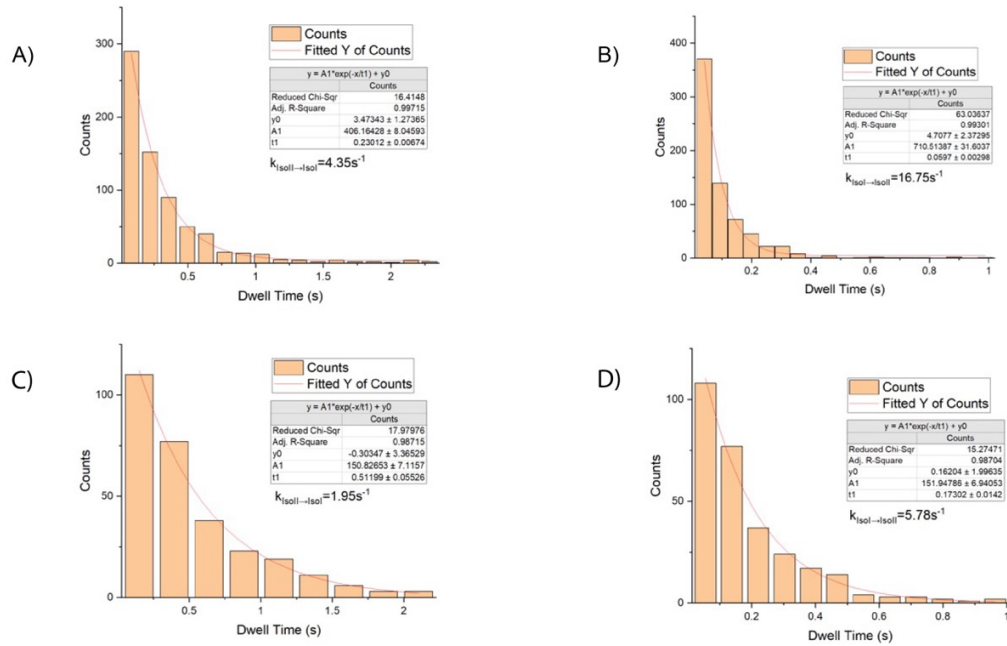 A)
300
200
100
0
Counts
0.5
1
1.5
2
Dwell Time (s)
Counts
Fitted Y of Counts
y = A1*exp(-x/t1) + y0
Counts
Reduced Chi-Sqr 16.4148
Adj. R-Square 0.99715
y0 3.47343 ± 1.27365
A1 406.16428 ± 8.04593
t1 0.23012 ± 0.00674
kIsoII→IsoI=4.35s-1
B)
400
300
200
100
0
Counts
0.2
0.4
0.6
0.8
1
Dwell Time (s)
Counts
Fitted Y of Counts
y = A1*exp(-x/t1) + y0
Counts
Reduced Chi-Sqr 63.03637
Adj. R-Square 0.99301
y0 4.7077 ± 2.37295
A1 710.51387 ± 31.6037
t1 0.0597 ± 0.00298
kIsoI→IsoII=16.75s-1
C)
100
50
0
Counts
0.5
1
1.5
2
Dwell Time (s)
Counts
Fitted Y of Counts
y = A1*exp(-x/t1) + y0
Counts
Reduced Chi-Sqr 17.97976
Adj. R-Square 0.98715
y0 -0.30347 ± 3.36529
A1 150.82653 ± 7.1157
t1 0.51199 ± 0.05526
kIsoII→IsoI=1.95s-1
D)
100
50
0
Counts
0.2
0.4
0.6
0.8
1
Dwell Time (s)
Counts
Fitted Y of Counts
y = A1*exp(-x/t1) + y0
Counts
Reduced Chi-Sqr 15.27471
Adj. R-Square 0.98704
y0 0.16204 ± 1.99635
A1 151.94786 ± 6.94053
t1 0.17302 ± 0.0142
kIsoI→IsoII=5.78s-1